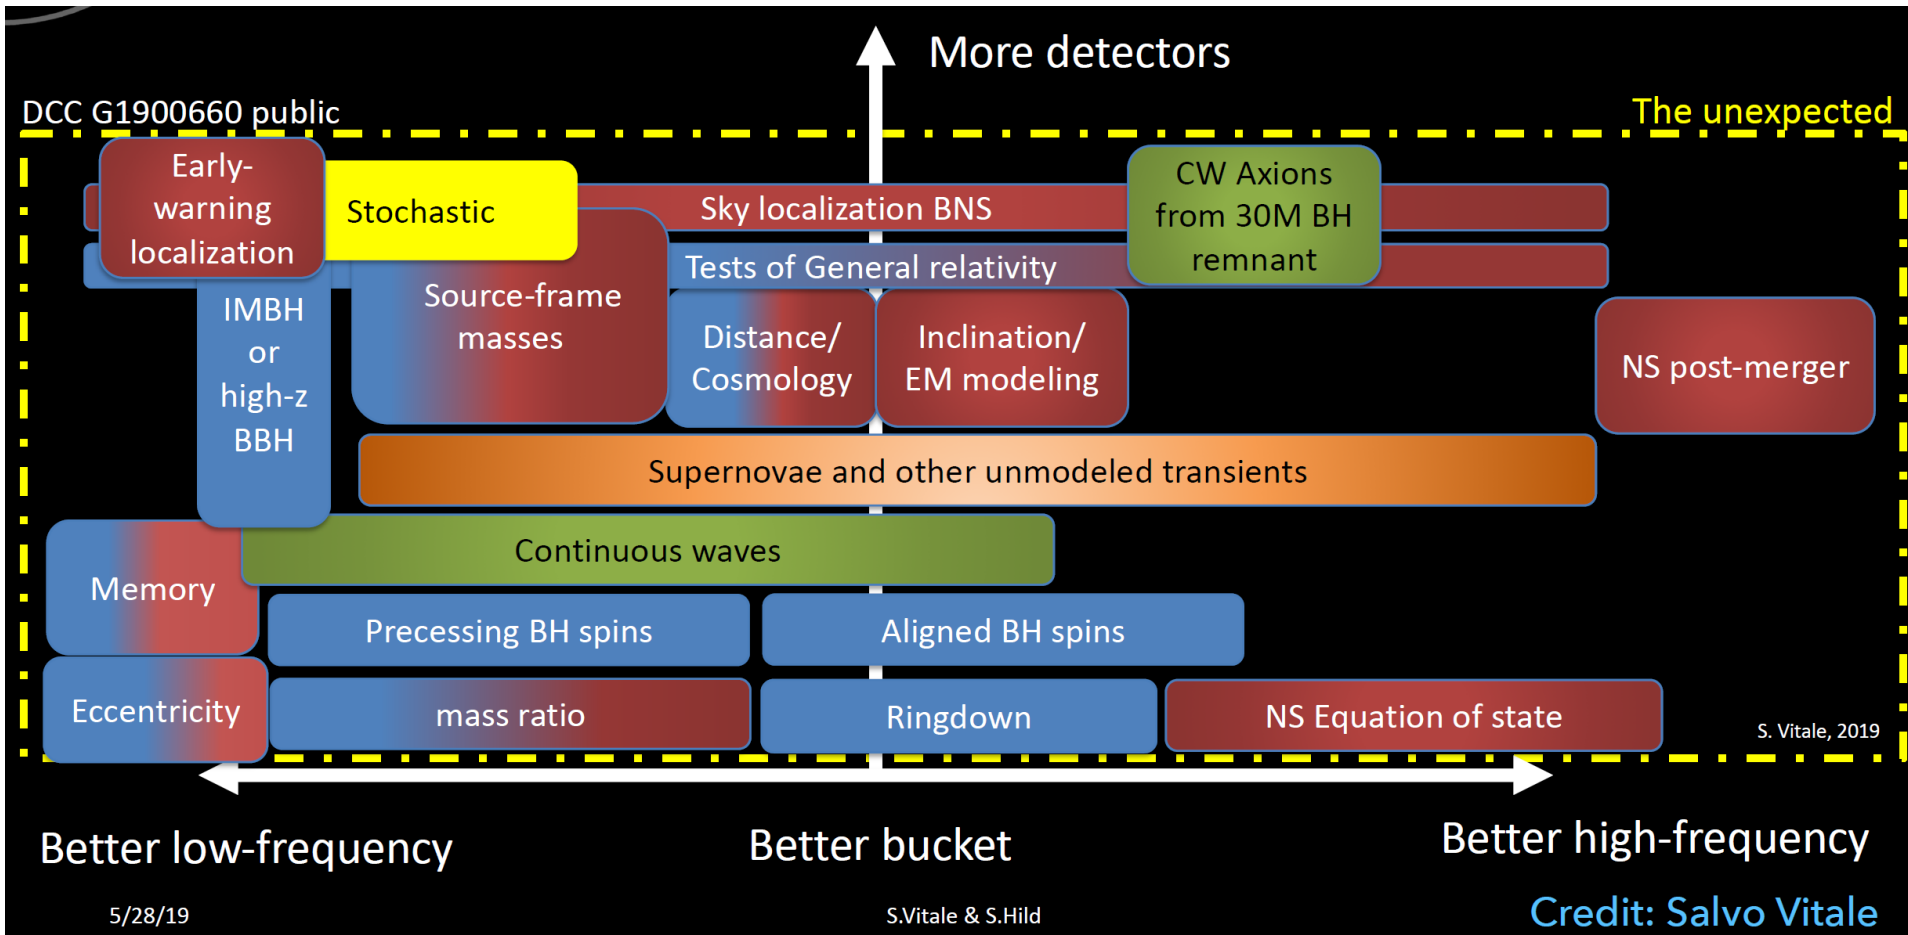 More detectors
DCC G1900660 public
The unexpected
Early-
warning
localization
Stochastic
Sky localization BNS
CW Axions
from 30M BH
remnant
Tests of General relativity
IMBH
or
high-z
BBH
Source-frame
masses
Distance/
Cosmology
Inclination/
EM modeling
NS post-merger
Supernovae and other unmodeled transients
Continuous waves
Memory
Precessing BH spins
Aligned BH spins
Eccentricity
mass ratio
Ringdown
NS Equation of state
S. Vitale, 2019
Better low-frequency
Better bucket
Better high-frequency
5/28/19
S.Vitale & S.Hild
Credit: Salvo Vitale